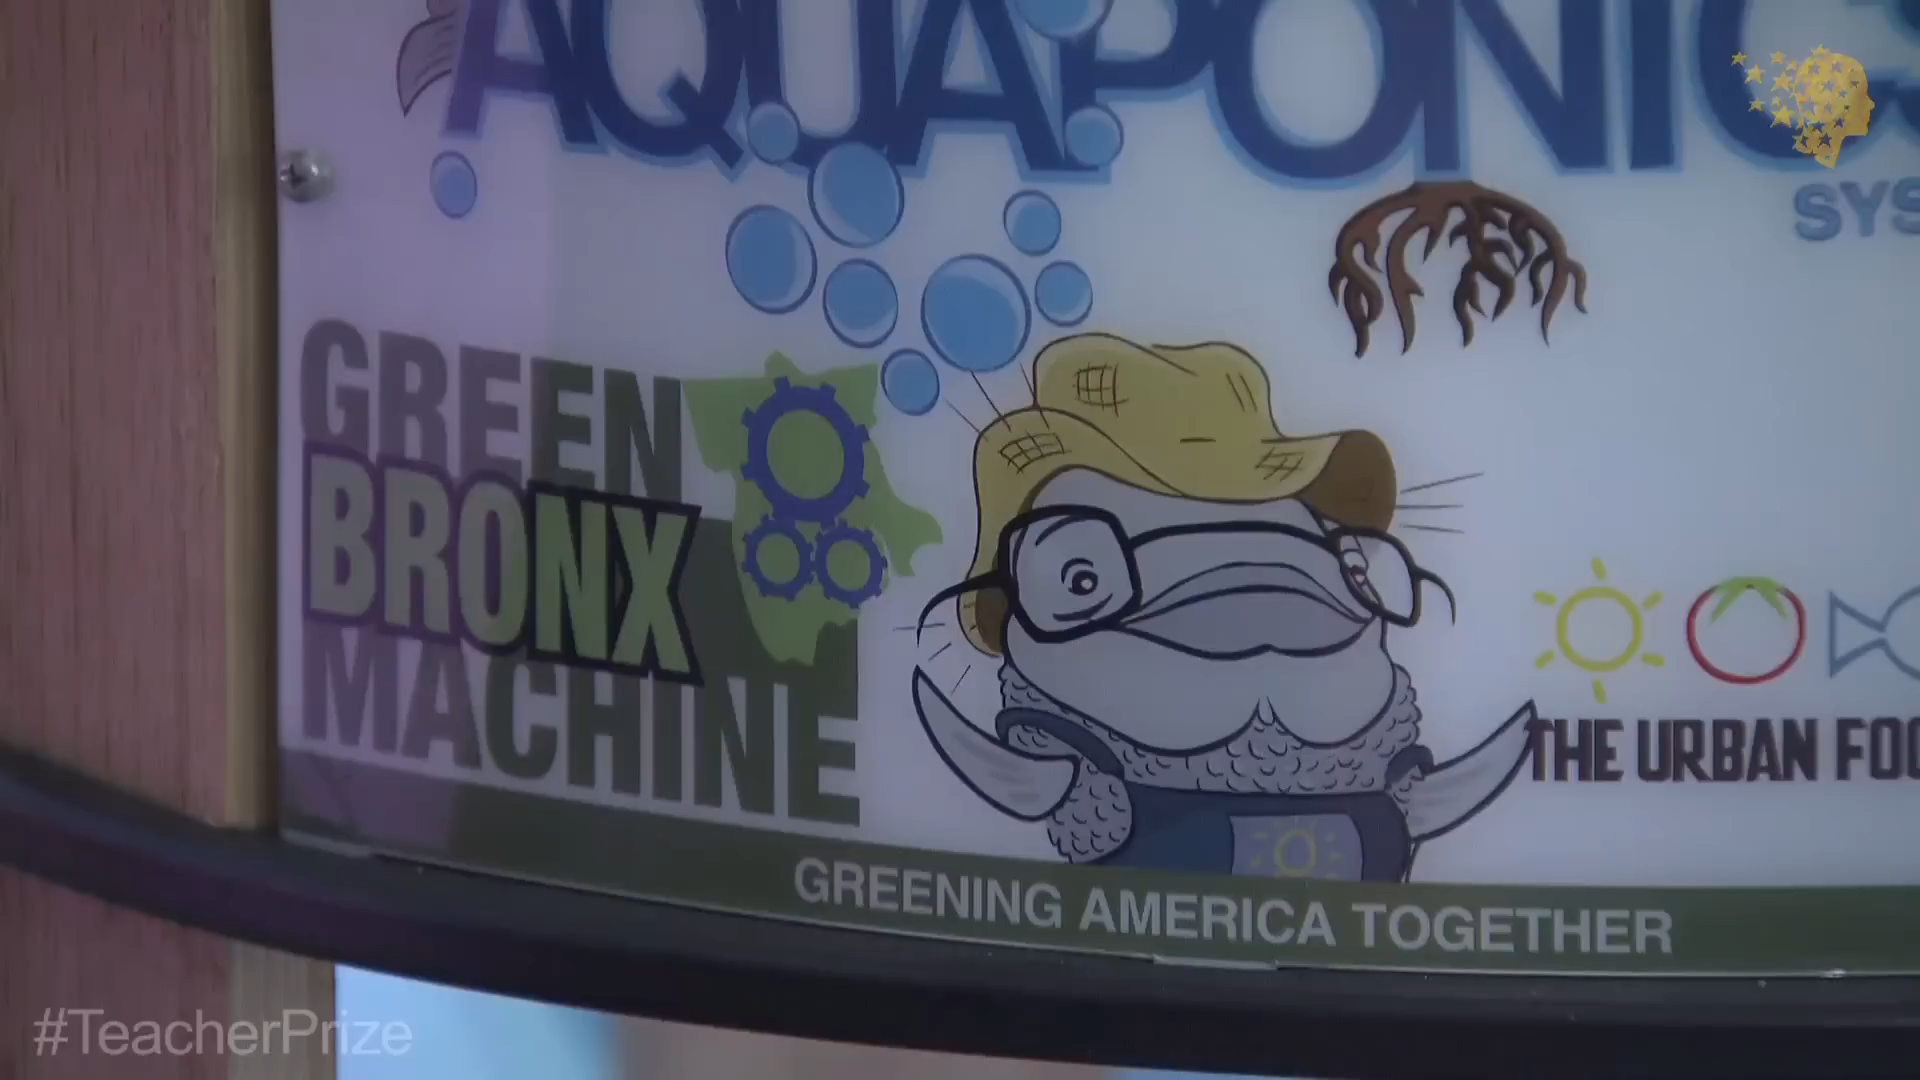 AQUAPONICS
SYS
GREEN
BRONX
MACHINE
THE URBAN FOO
GREENING AMERICA TOGETHER
#TeacherPrize